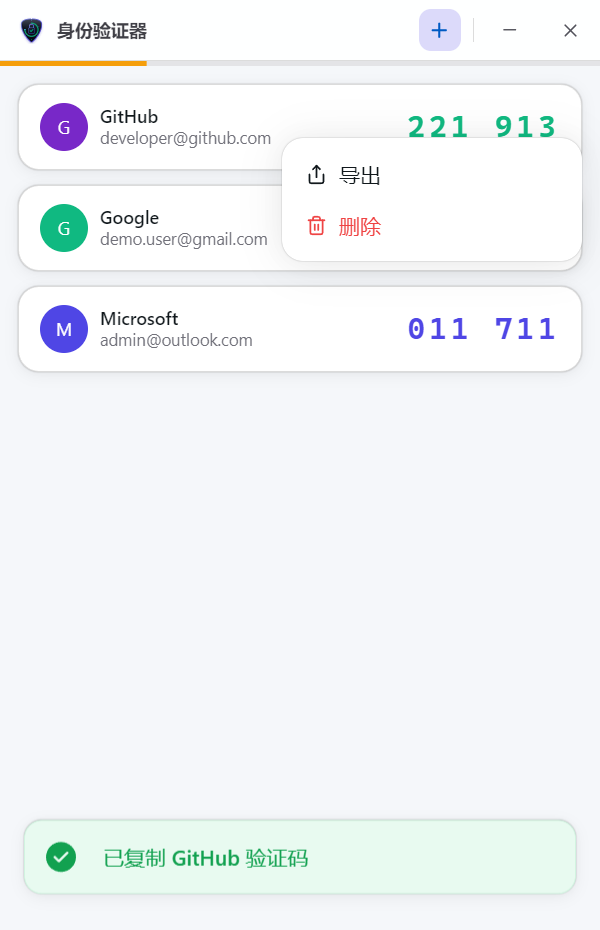 身份验证器
G
GitHub
developer@github.com
221 913
导出
删除
G
Google
demo.user@gmail.com
M
Microsoft
admin@outlook.com
011 711
已复制 GitHub 验证码